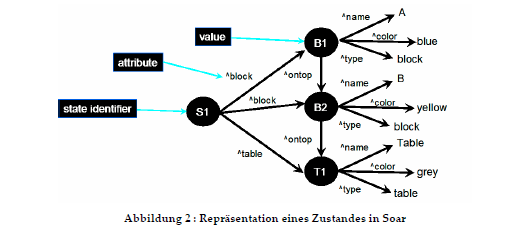 value
attribute
state identifier
^block
^block
^table
S1
B1
^ontop
B2
^ontop
T1
^name
A
^color
blue
^type
block
^name
B
^color
yellow
^type
block
^name
Table
^color
grey
^type
table
Abbildung 2 : Repräsentation eines Zustandes in Soar